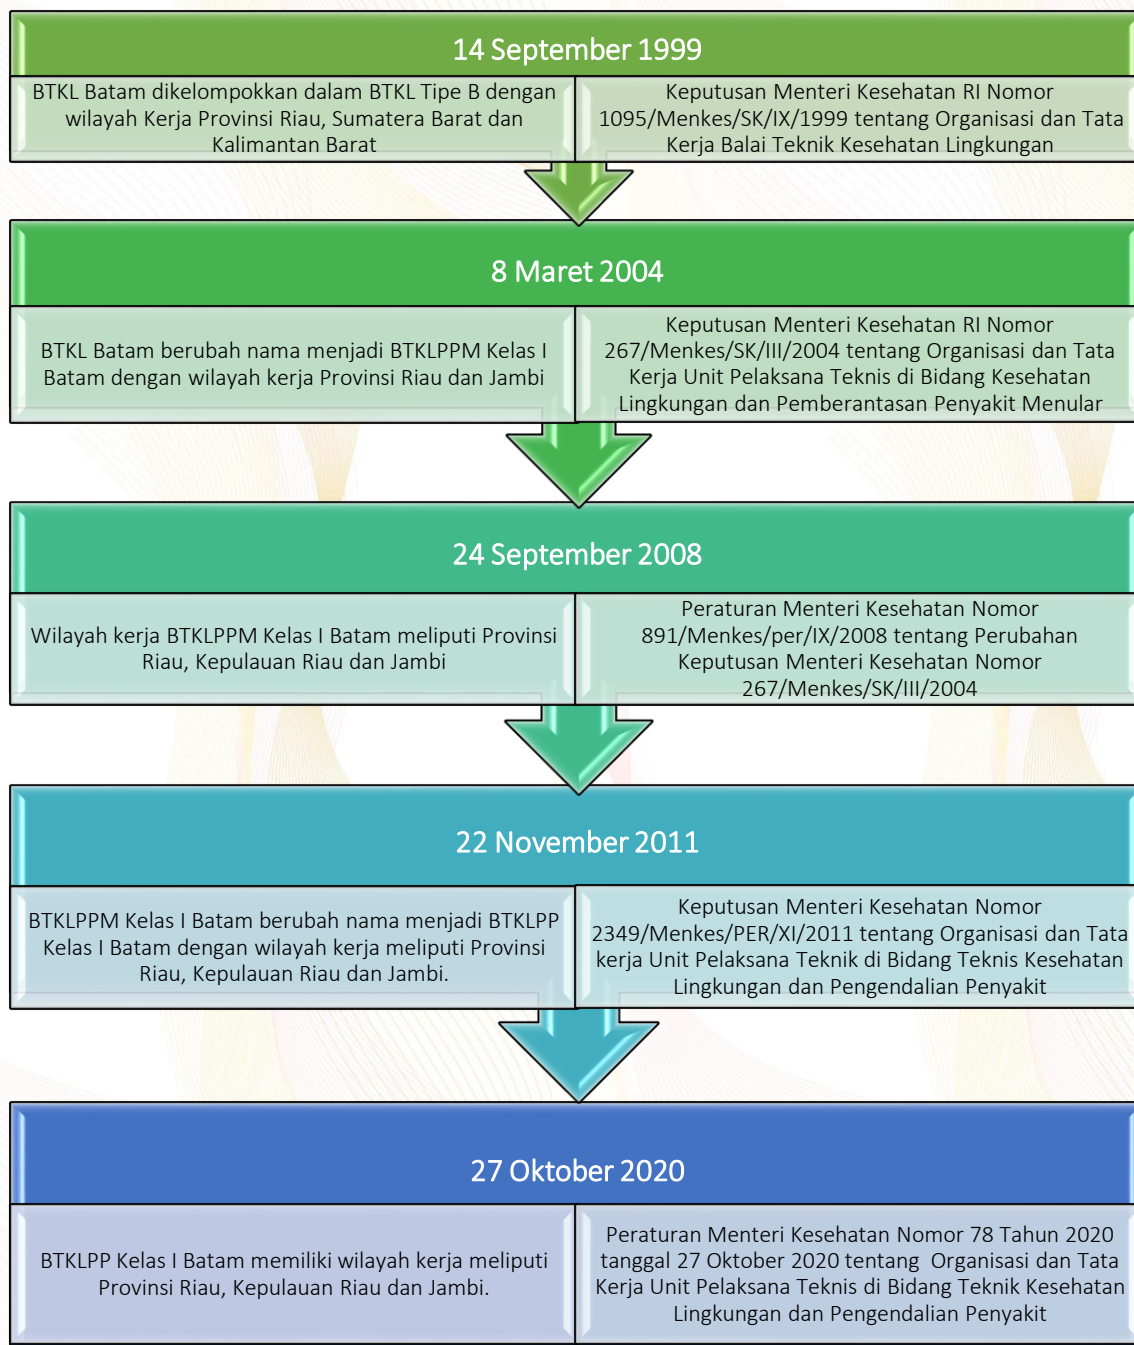 14 September 1999
BTKL Batam dikelompokkan dalam BTKL Tipe B dengan
wilayah Kerja Provinsi Riau, Sumatera Barat dan
Kalimantan Barat
Keputusan Menteri Kesehatan RI Nomor
1095/Menkes/SK/IX/1999 tentang Organisasi dan Tata
Kerja Balai Teknik Kesehatan Lingkungan
8 Maret 2004
BTKL Batam berubah nama menjadi BTKLPPM Kelas I
Batam dengan wilayah kerja Provinsi Riau dan Jambi
Keputusan Menteri Kesehatan RI Nomor
267/Menkes/SK/III/2004 tentang Organisasi dan Tata
Kerja Unit Pelaksana Teknis di Bidang Kesehatan
Lingkungan dan Pemberantasan Penyakit Menular
24 September 2008
Wilayah kerja BTKLPPM Kelas I Batam meliputi Provinsi
Riau, Kepulauan Riau dan Jambi
Peraturan Menteri Kesehatan Nomor
891/Menkes/per/IX/2008 tentang Perubahan
Keputusan Menteri Kesehatan Nomor
267/Menkes/SK/III/2004
22 November 2011
BTKLPPM Kelas I Batam berubah nama menjadi BTKLPP
Kelas I Batam dengan wilayah kerja meliputi Provinsi
Riau, Kepulauan Riau dan Jambi.
Keputusan Menteri Kesehatan Nomor
2349/Menkes/PER/XI/2011 tentang Organisasi dan Tata
kerja Unit Pelaksana Teknik di Bidang Teknis Kesehatan
Lingkungan dan Pengendalian Penyakit
27 Oktober 2020
BTKLPP Kelas I Batam memiliki wilayah kerja meliputi
Provinsi Riau, Kepulauan Riau dan Jambi.
Peraturan Menteri Kesehatan Nomor 78 Tahun 2020
tanggal 27 Oktober 2020 tentang  Organisasi dan Tata
Kerja Unit Pelaksana Teknis di Bidang Teknik Kesehatan
Lingkungan dan Pengendalian Penyakit